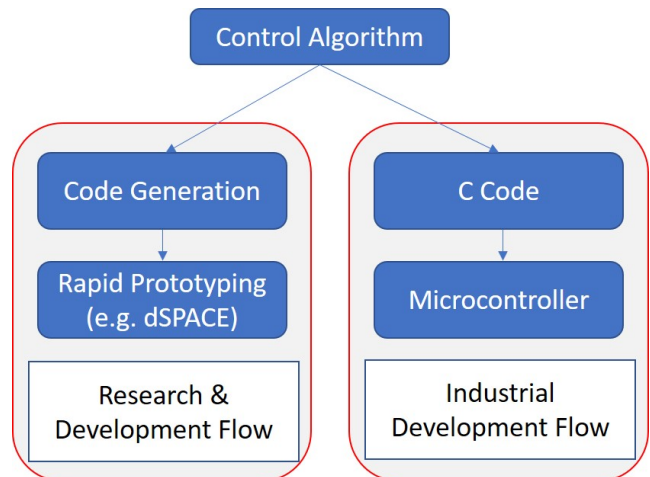 Control Algorithm
Code Generation
Rapid Prototyping
(e.g. dSPACE)
Research &
Development Flow
C Code
Microcontroller
Industrial
Development Flow